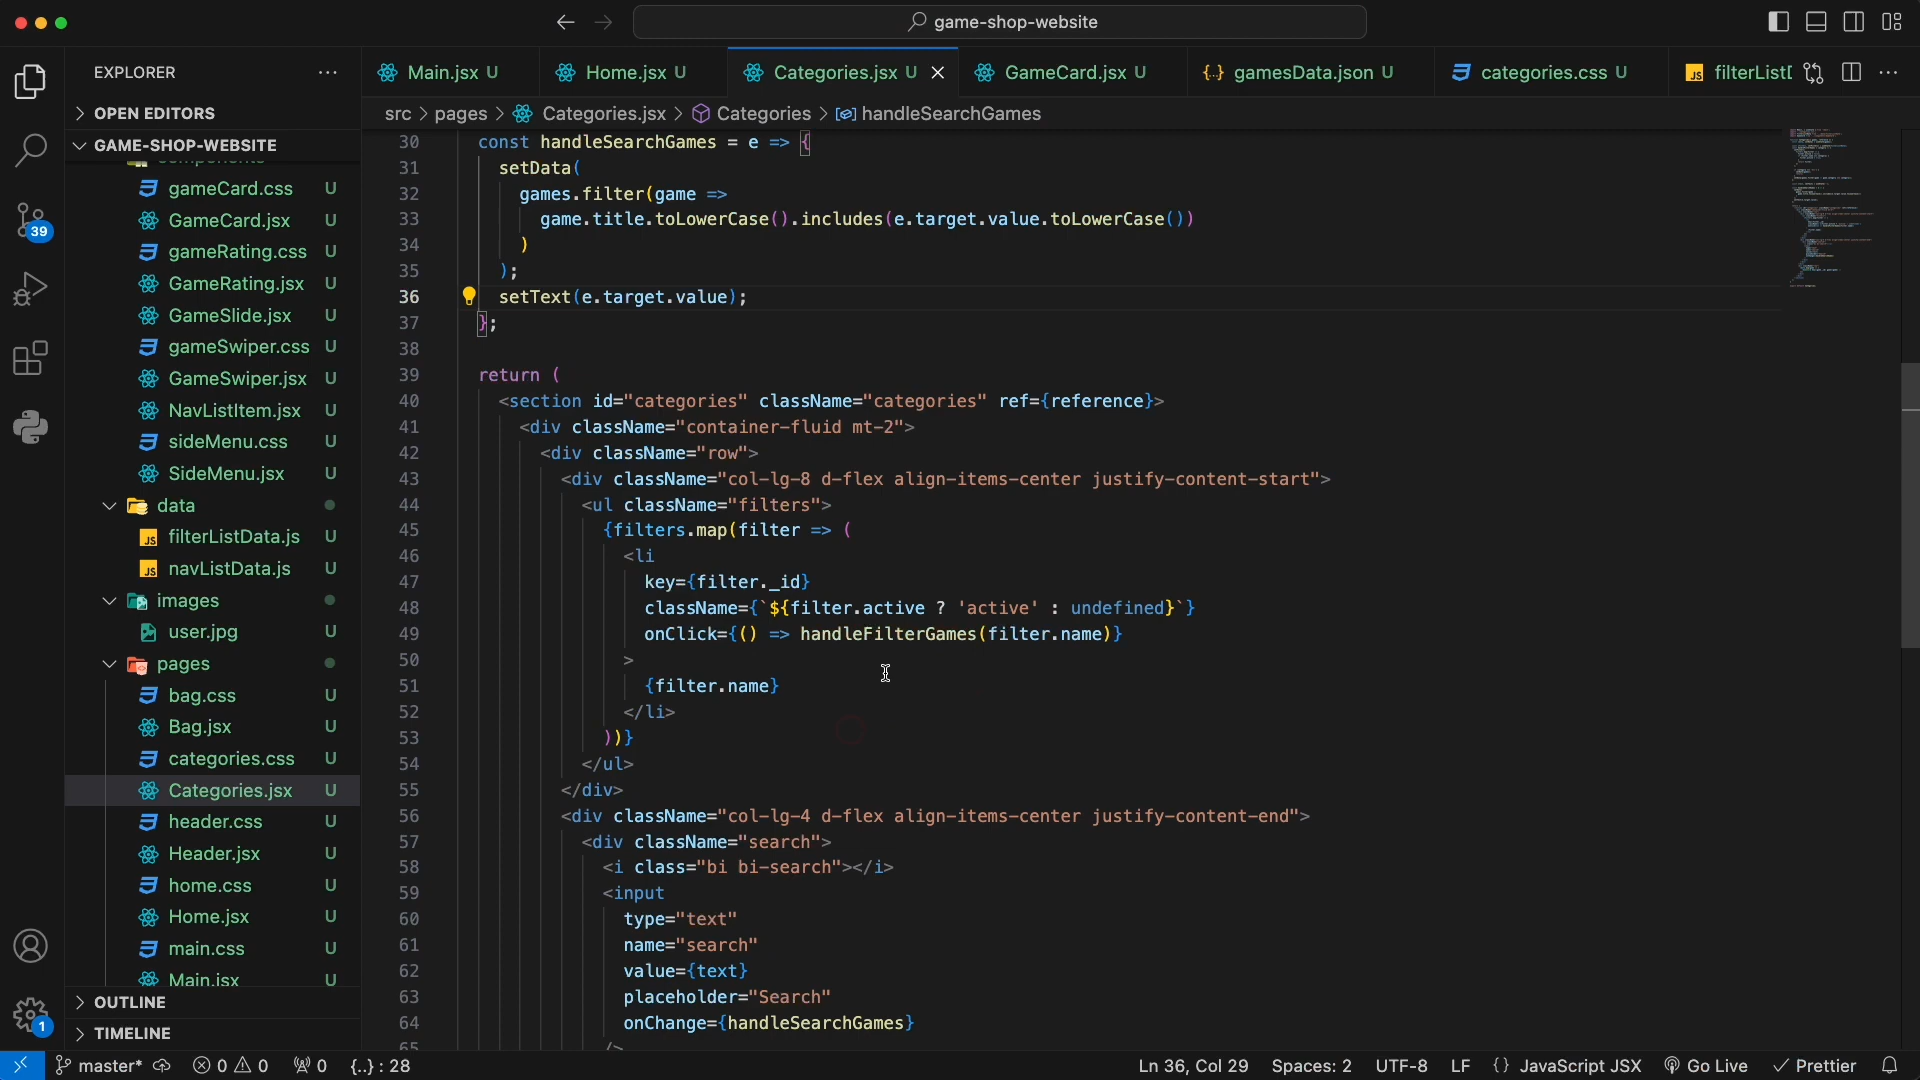 game-shop-website
EXPLORER
OPEN EDITORS
GAME-SHOP-WEBSITE
components
gameCard.css U
GameCard.jsx U
gameRating.css U
GameRating.jsx U
GameSlide.jsx U
gameSwiper.css U
GameSwiper.jsx U
NavListItem.jsx U
sideMenu.css U
SideMenu.jsx U
data
filterListData.js U
navListData.js U
images
user.jpg U
pages
bag.css U
Bag.jsx U
categories.css U
Categories.jsx U
header.css U
Header.jsx U
home.css U
Home.jsx U
main.css U
Main.jsx U
OUTLINE
TIMELINE
39
1
Main.jsx U Home.jsx U Categories.jsx U GameCard.jsx U {..} gamesData.json U categories.css U JS filterListD
src > pages > Categories.jsx > Categories > handleSearchGames
30 const handleSearchGames = e => {
31 setData(
32 games.filter(game =>
33 game.title.toLowerCase().includes(e.target.value.toLowerCase())
34 )
35 );
36 setText(e.target.value);
37 };
38
39 return (
40 <section id="categories" className="categories" ref={reference}>
41 <div className="container-fluid mt-2">
42 <div className="row">
43 <div className="col-lg-8 d-flex align-items-center justify-content-start">
44 <ul className="filters">
45 {filters.map(filter => (
46 <li
47 key={filter._id}
48 className={`${filter.active ? 'active' : undefined}`}
49 onClick={() => handleFilterGames(filter.name)}
50 >
51 {filter.name}
52 </li>
53 ))}
54 </ul>
55 </div>
56 <div className="col-lg-4 d-flex align-items-center justify-content-end">
57 <div className="search">
58 <i class="bi bi-search"></i>
59 <input
60 type="text"
61 name="search"
62 value={text}
63 placeholder="Search"
64 onChange={handleSearchGames}
65 />
master* 0 0 0 {..} : 28 Ln 36, Col 29 Spaces: 2 UTF-8 LF {} JavaScript JSX Go Live Prettier